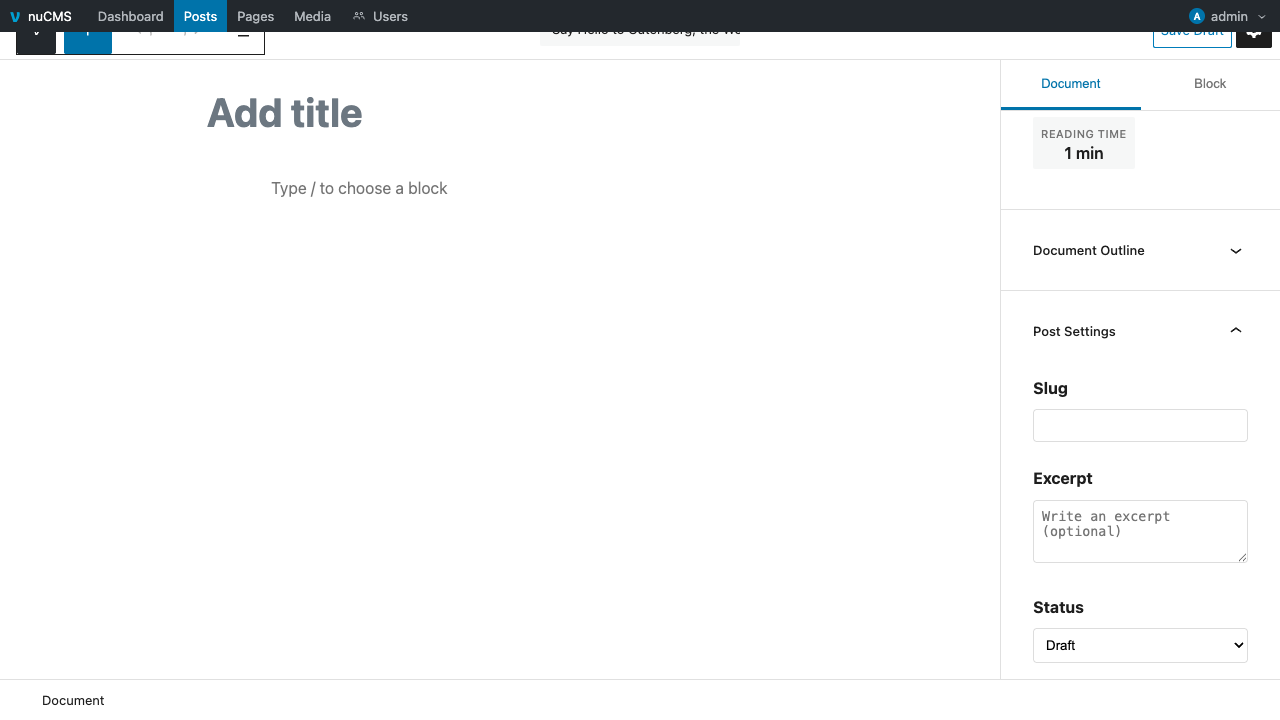 nuCMS Dashboard Posts Pages Media Users A admin
Say Hello to Gutenberg, the We
Save Draft
Document Block
Add title
READING TIME
1 min
Type / to choose a block
Document Outline
Post Settings
Slug
Excerpt
Write an excerpt
(optional)
Status
Draft
Document